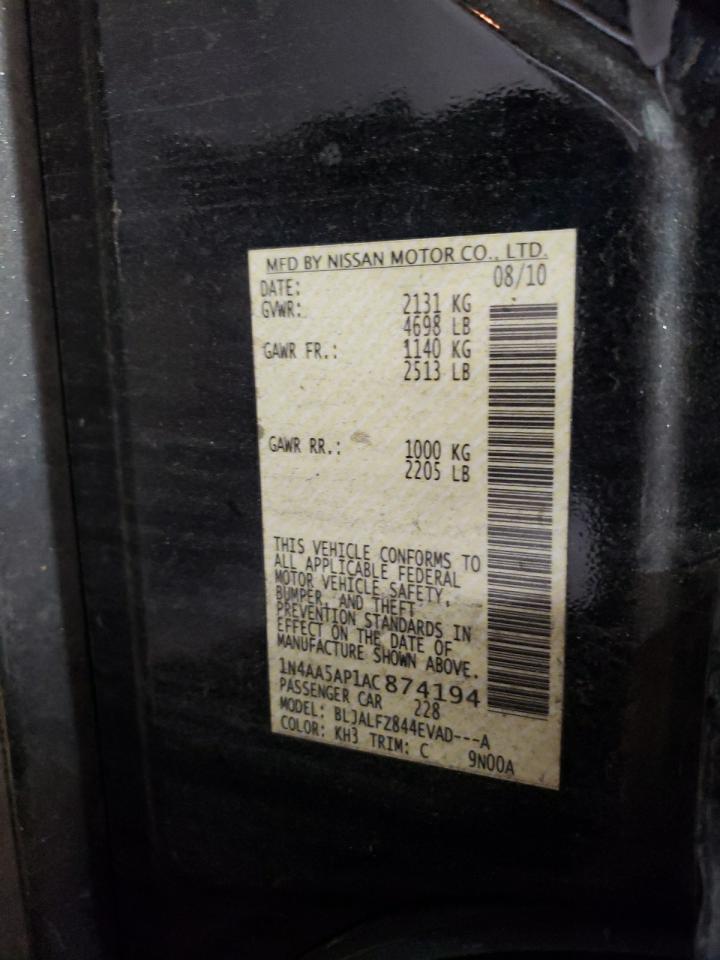 MFD BY NISSAN MOTOR CO., LTD.
DATE: 08/10
GVWR: 2131 KG
4698 LB
GAWR FR.: 1140 KG
2513 LB
GAWR RR.: 1000 KG
2205 LB
THIS VEHICLE CONFORMS TO
ALL APPLICABLE FEDERAL
MOTOR VEHICLE SAFETY,
BUMPER, AND THEFT
PREVENTION STANDARDS IN
EFFECT ON THE DATE OF
MANUFACTURE SHOWN ABOVE.
1N4AA5AP1AC874194
PASSENGER CAR 228
MODEL: BLJALFZ844EVAD---A
COLOR: KH3 TRIM: C 9N00A